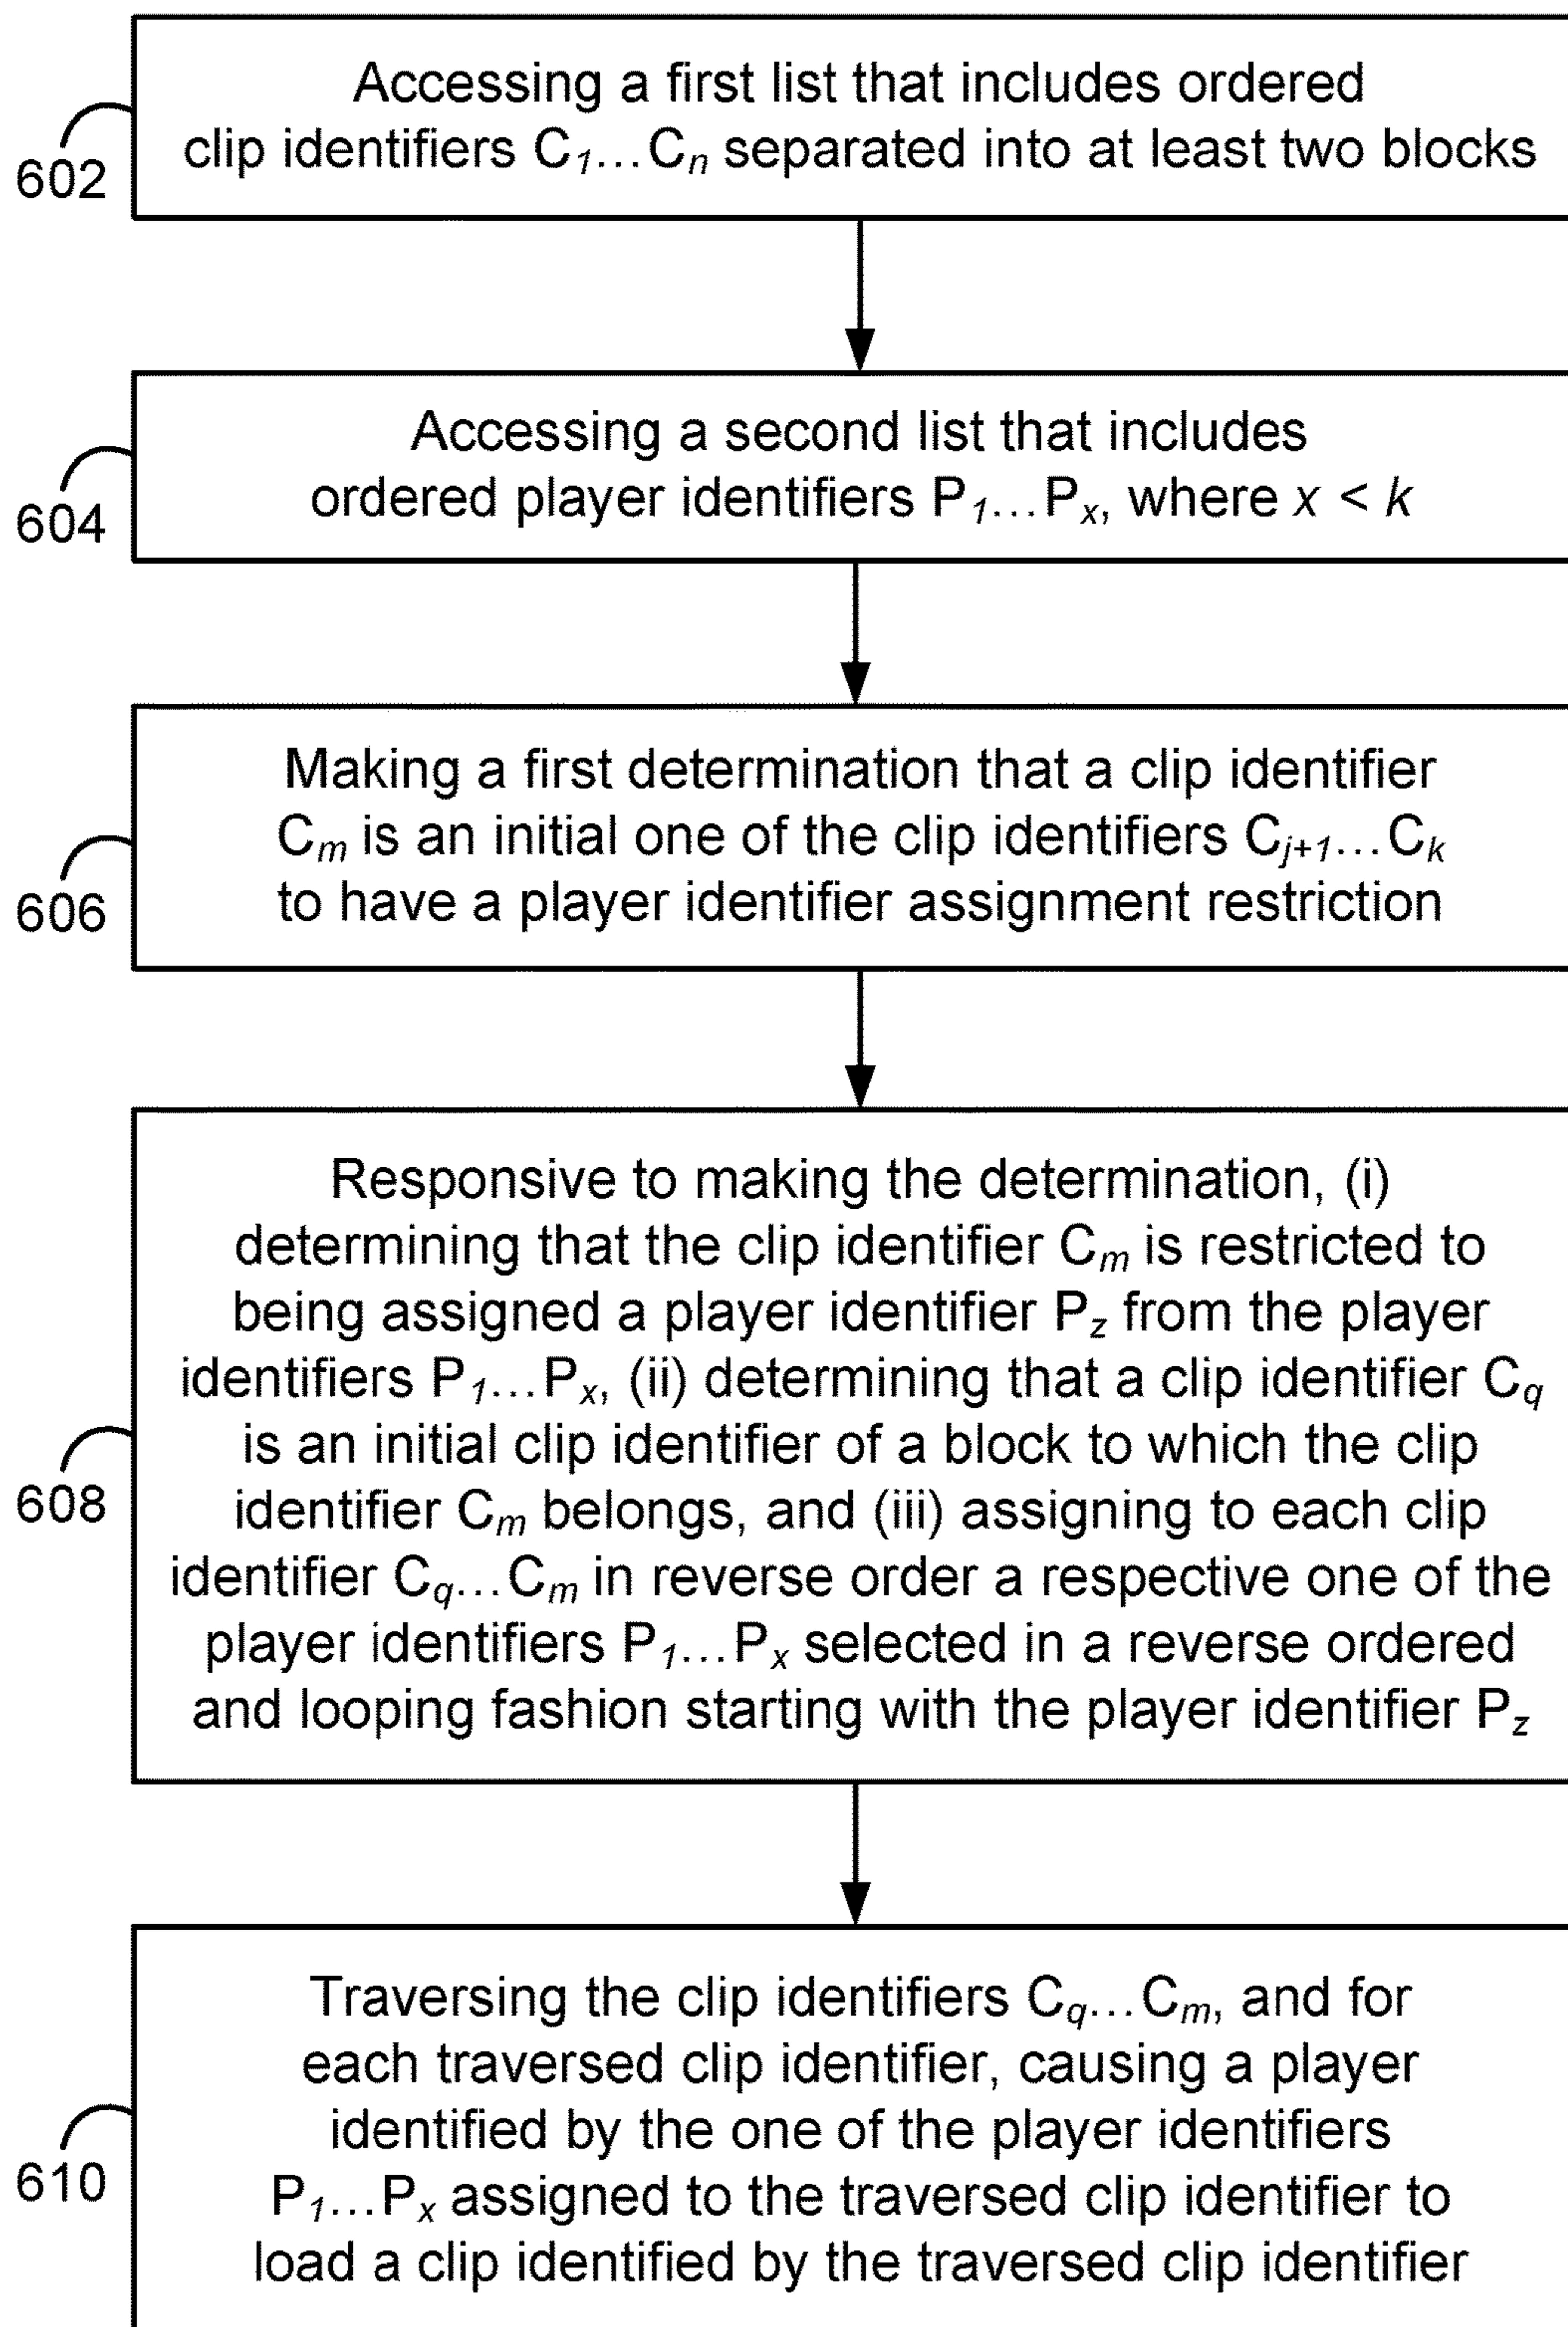 Accessing a first list that includes ordered
clip identifiers C1...Cn separated into at least two blocks
602
Accessing a second list that includes
ordered player identifiers P1...Px, where x < k
604
Making a first determination that a clip identifier
Cm is an initial one of the clip identifiers Cj+1...Ck
to have a player identifier assignment restriction
606
Responsive to making the determination, (i)
determining that the clip identifier Cm is restricted to
being assigned a player identifier Pz from the player
identifiers P1...Px, (ii) determining that a clip identifier Cq
is an initial clip identifier of a block to which the clip
identifier Cm belongs, and (iii) assigning to each clip
identifier Cq...Cm in reverse order a respective one of the
player identifiers P1...Px selected in a reverse ordered
and looping fashion starting with the player identifier Pz
608
Traversing the clip identifiers Cq...Cm, and for
each traversed clip identifier, causing a player
identified by the one of the player identifiers
P1...Px assigned to the traversed clip identifier to
load a clip identified by the traversed clip identifier
610